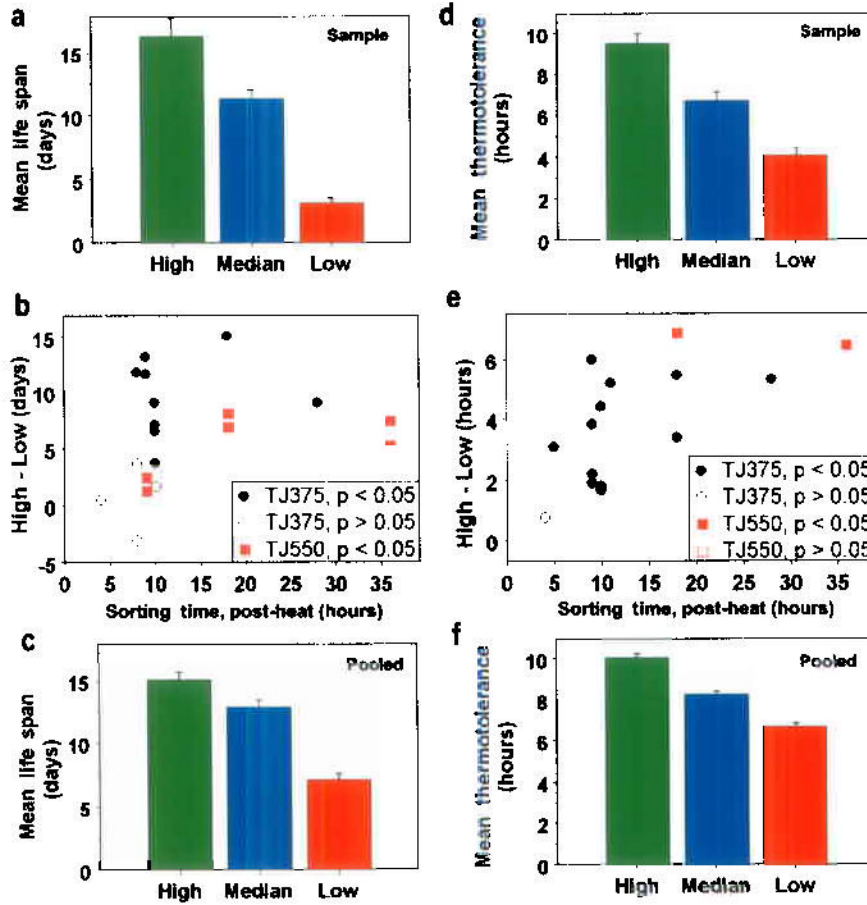 a
Sample
Mean life span
(days)
15
10
5
0
High Median Low
b
High - Low (days)
15
10
5
0
-5
TJ375, p < 0.05
TJ375, p > 0.05
TJ550, p < 0.05
TJ550, p > 0.05
0 5 10 15 20 25 30 35
Sorting time, post-heat (hours)
c
Pooled
Mean life span
(days)
15
10
5
0
High Median Low
d
Sample
Mean thermotolerance
(hours)
10
8
6
4
2
0
High Median Low
e
High - Low (hours)
6
4
2
0
TJ375, p < 0.05
TJ375, p > 0.05
TJ550, p < 0.05
TJ550, p > 0.05
0 5 10 15 20 25 30 35
Sorting time, post-heat (hours)
f
Pooled
Mean thermotolerance
(hours)
10
8
6
4
2
0
High Median Low